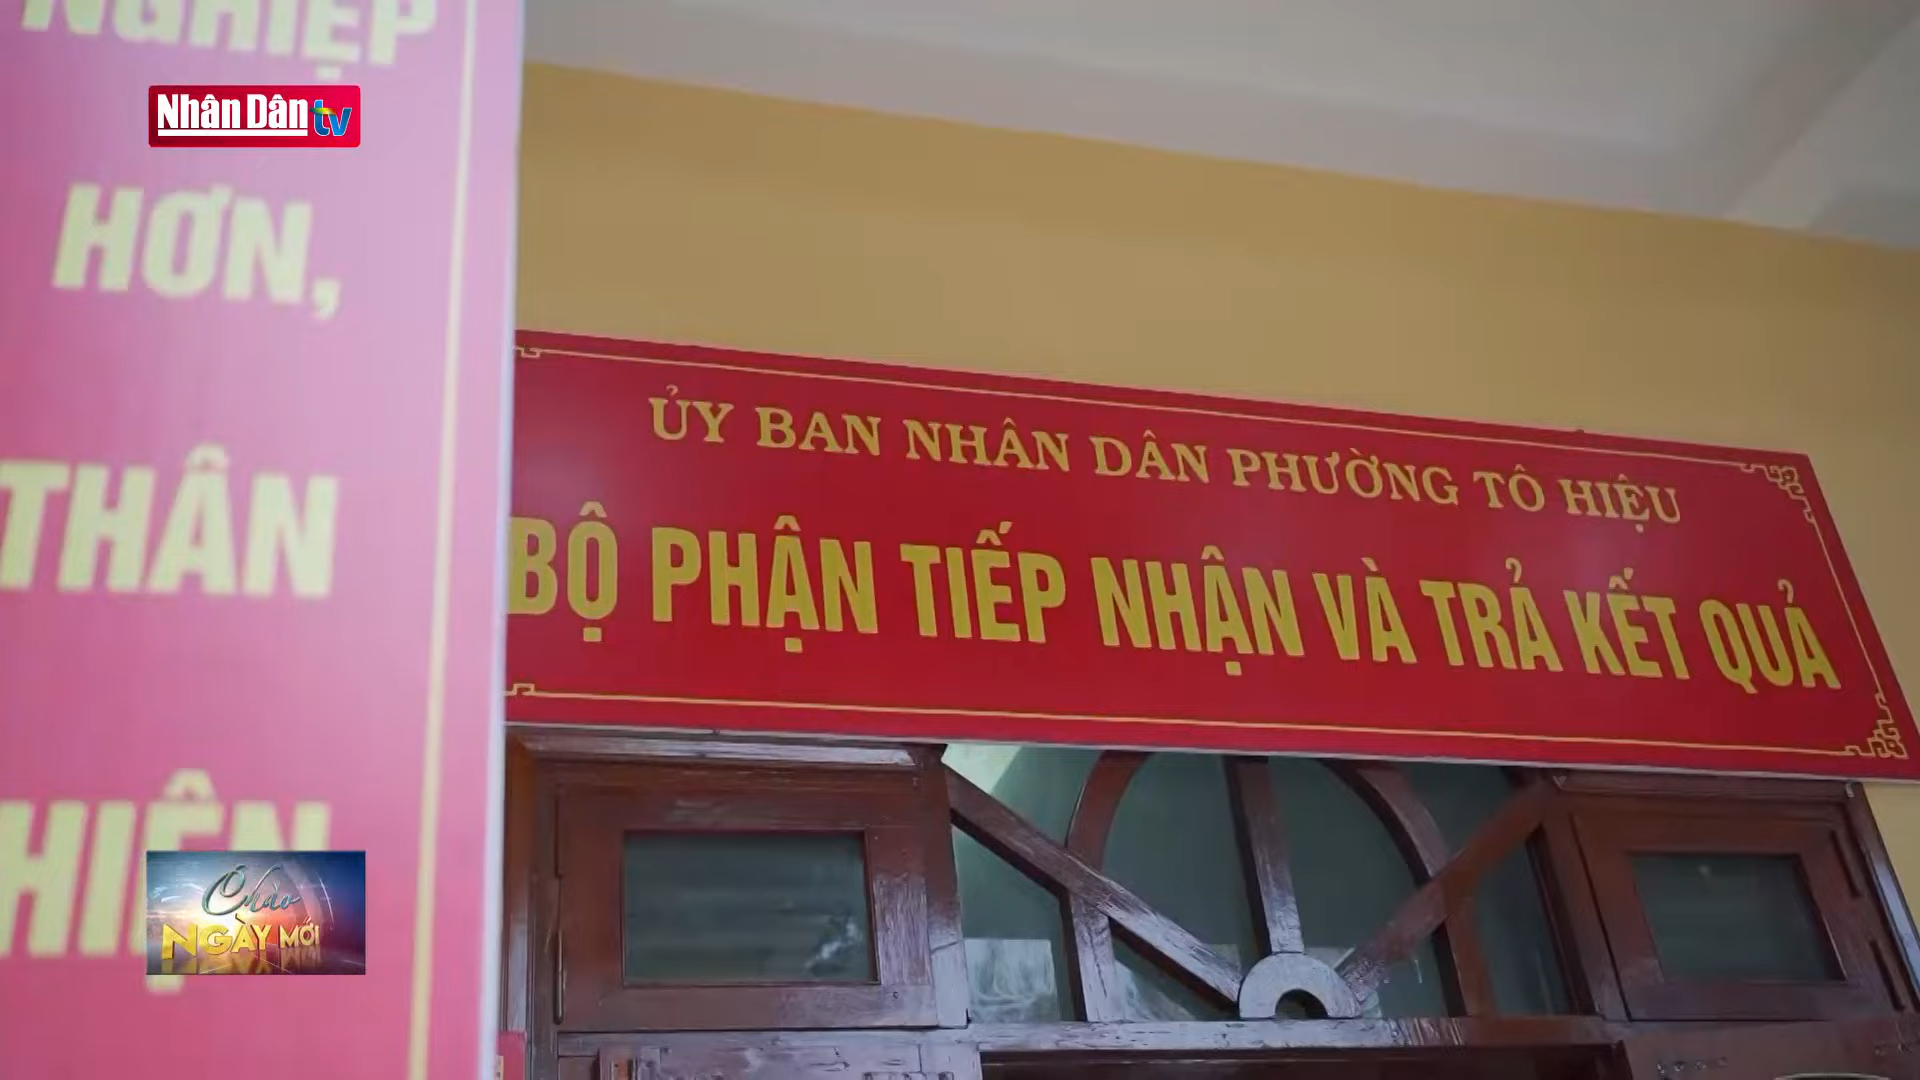 NGHIỆP
HƠN,
THÂN
HIỆN
Nhân Dân tv
ỦY BAN NHÂN DÂN PHƯỜNG TÔ HIỆU
BỘ PHẬN TIẾP NHẬN VÀ TRẢ KẾT QUẢ
Chào
NGÀY MỚI